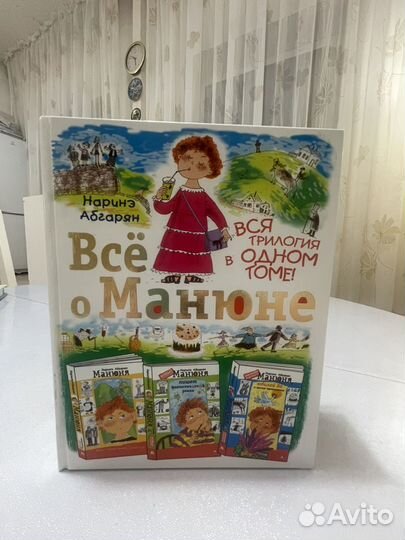 Наринэ
Абгарян
ВСЯ
ТРИЛОГИЯ
В ОДНОМ
ТОМЕ!
Всё
о Манюне
Манюня
Манюня
Манюня
Avito